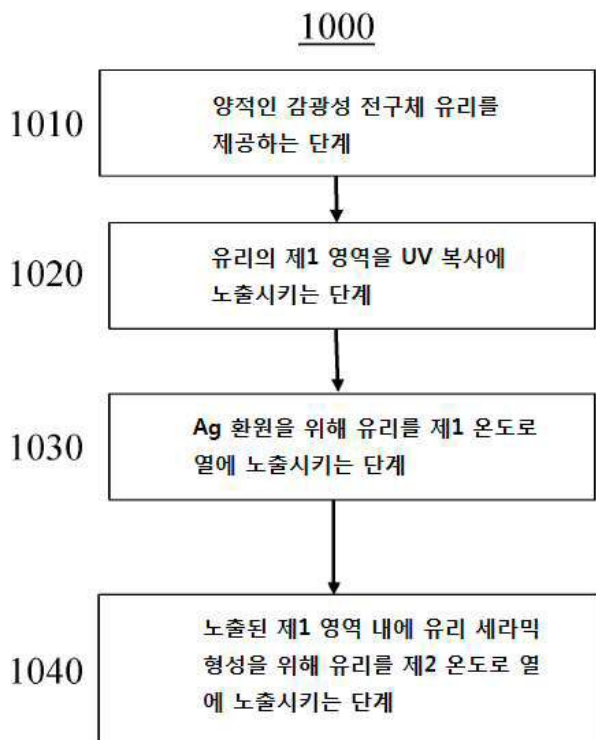 1000
1010
양적인 감광성 전구체 유리를
제공하는 단계
1020
유리의 제1 영역을 UV 복사에
노출시키는 단계
1030
Ag 환원을 위해 유리를 제1 온도로
열에 노출시키는 단계
1040
노출된 제1 영역 내에 유리 세라믹
형성을 위해 유리를 제2 온도로 열
에 노출시키는 단계